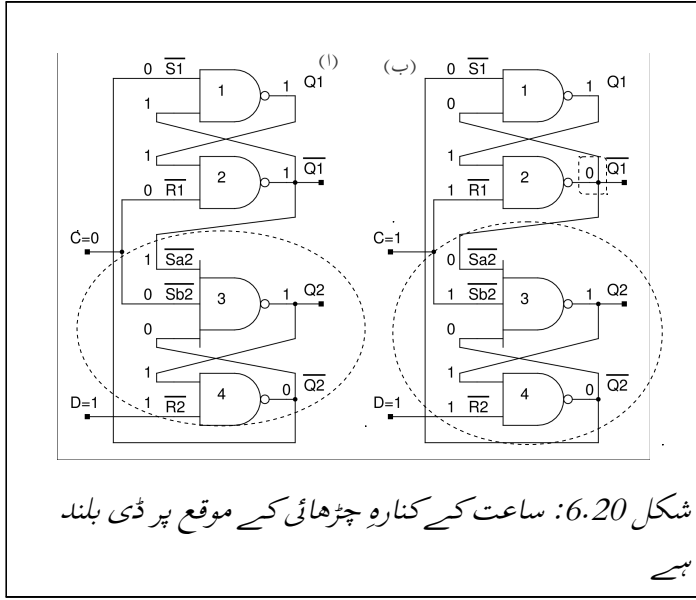 (ا)
0 S1
1
1 Q1
1
1
2
0 R1
1 Q1
C=0
1 Sa2
0 Sb2
3
1 Q2
0
1
4
0 Q2
D=1
1 R2
(ب)
0 S1
1
1 Q1
0
1
2
1 R1
0 Q1
C=1
0 Sa2
1 Sb2
3
1 Q2
0
1
4
0 Q2
D=1
1 R2
شکل 6.20: ساعت کے کنارہِ چڑھائی کے موقع پر ڈی بلند
ہے